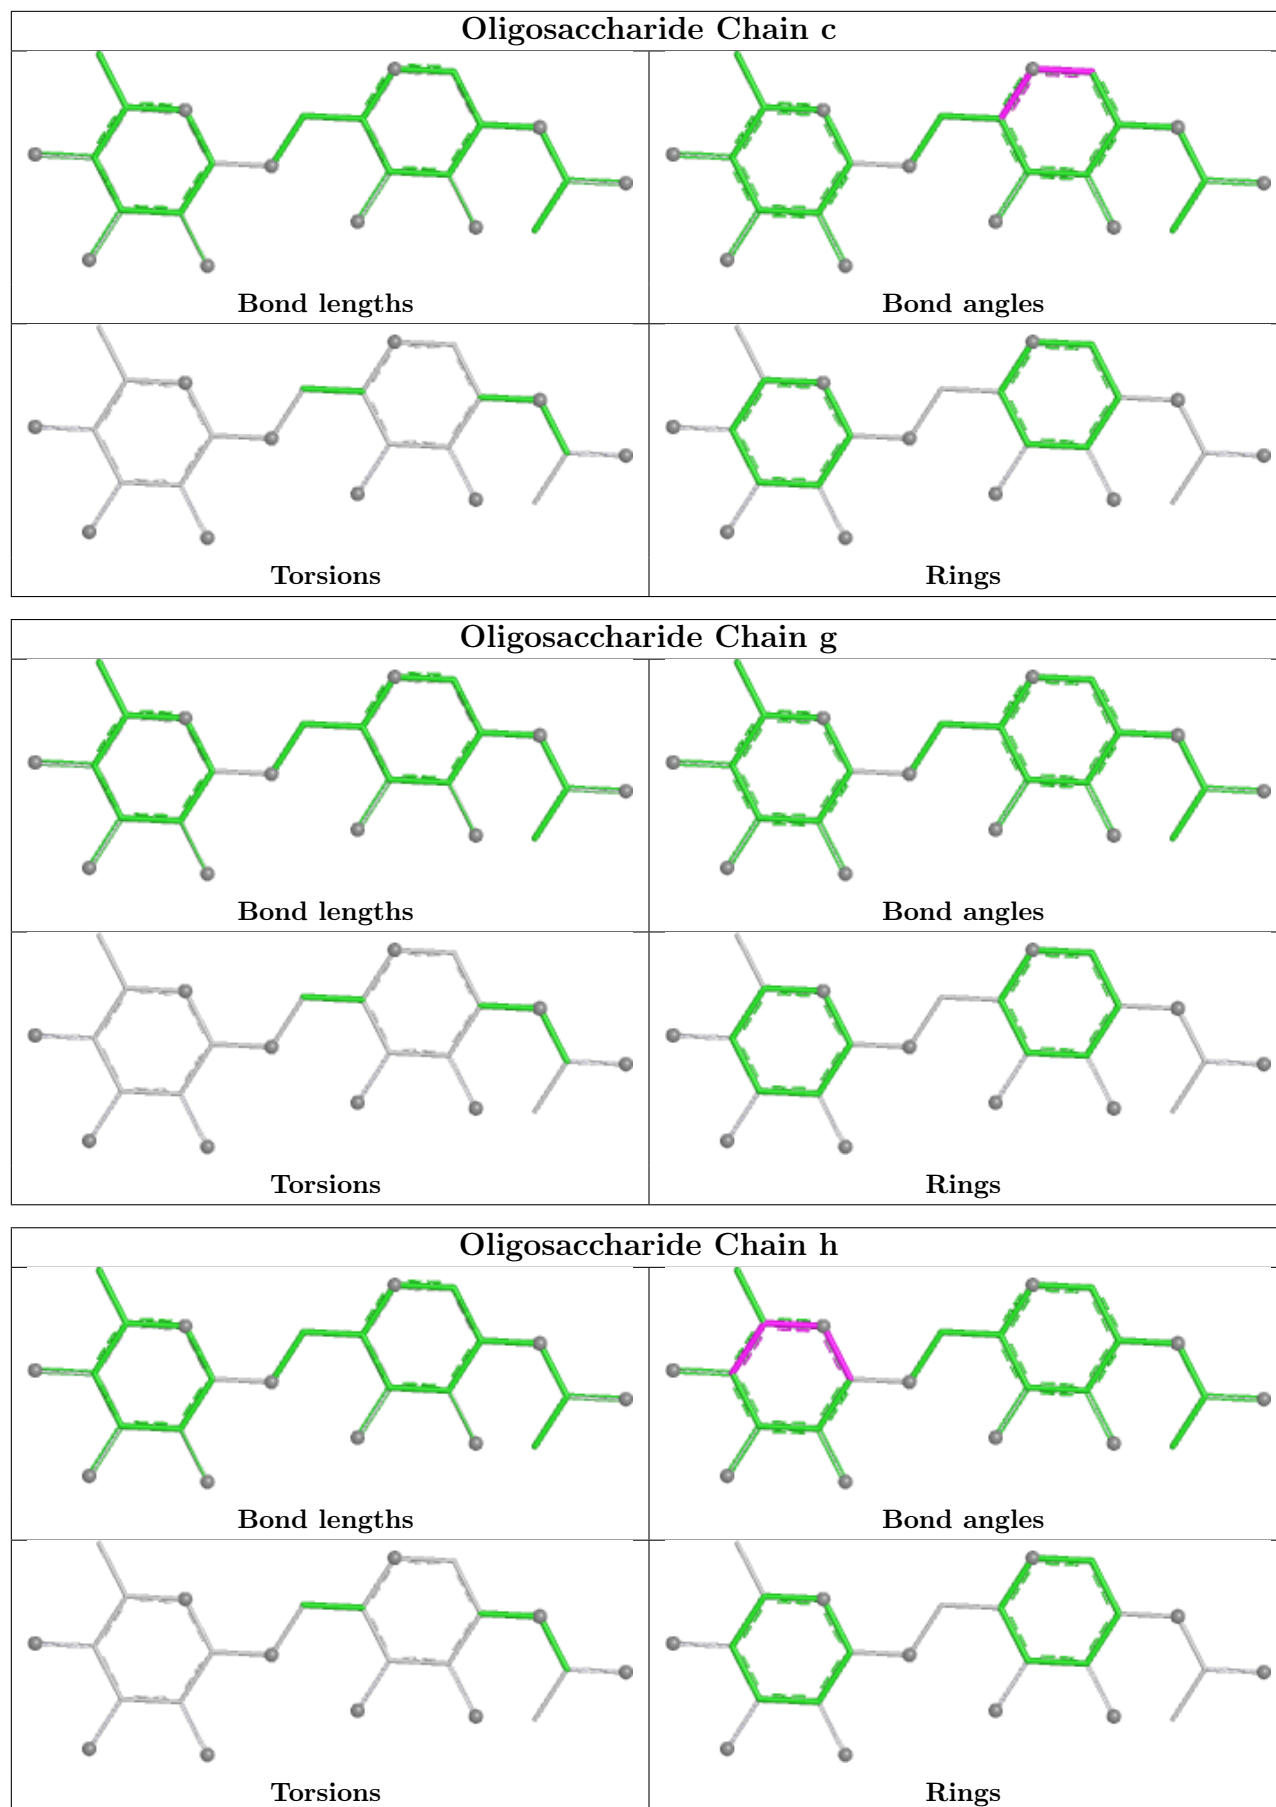 Oligosaccharide Chain c
Bond lengths
Bond angles
Torsions
Rings
Oligosaccharide Chain g
Bond lengths
Bond angles
Torsions
Rings
Oligosaccharide Chain h
Bond lengths
Bond angles
Torsions
Rings